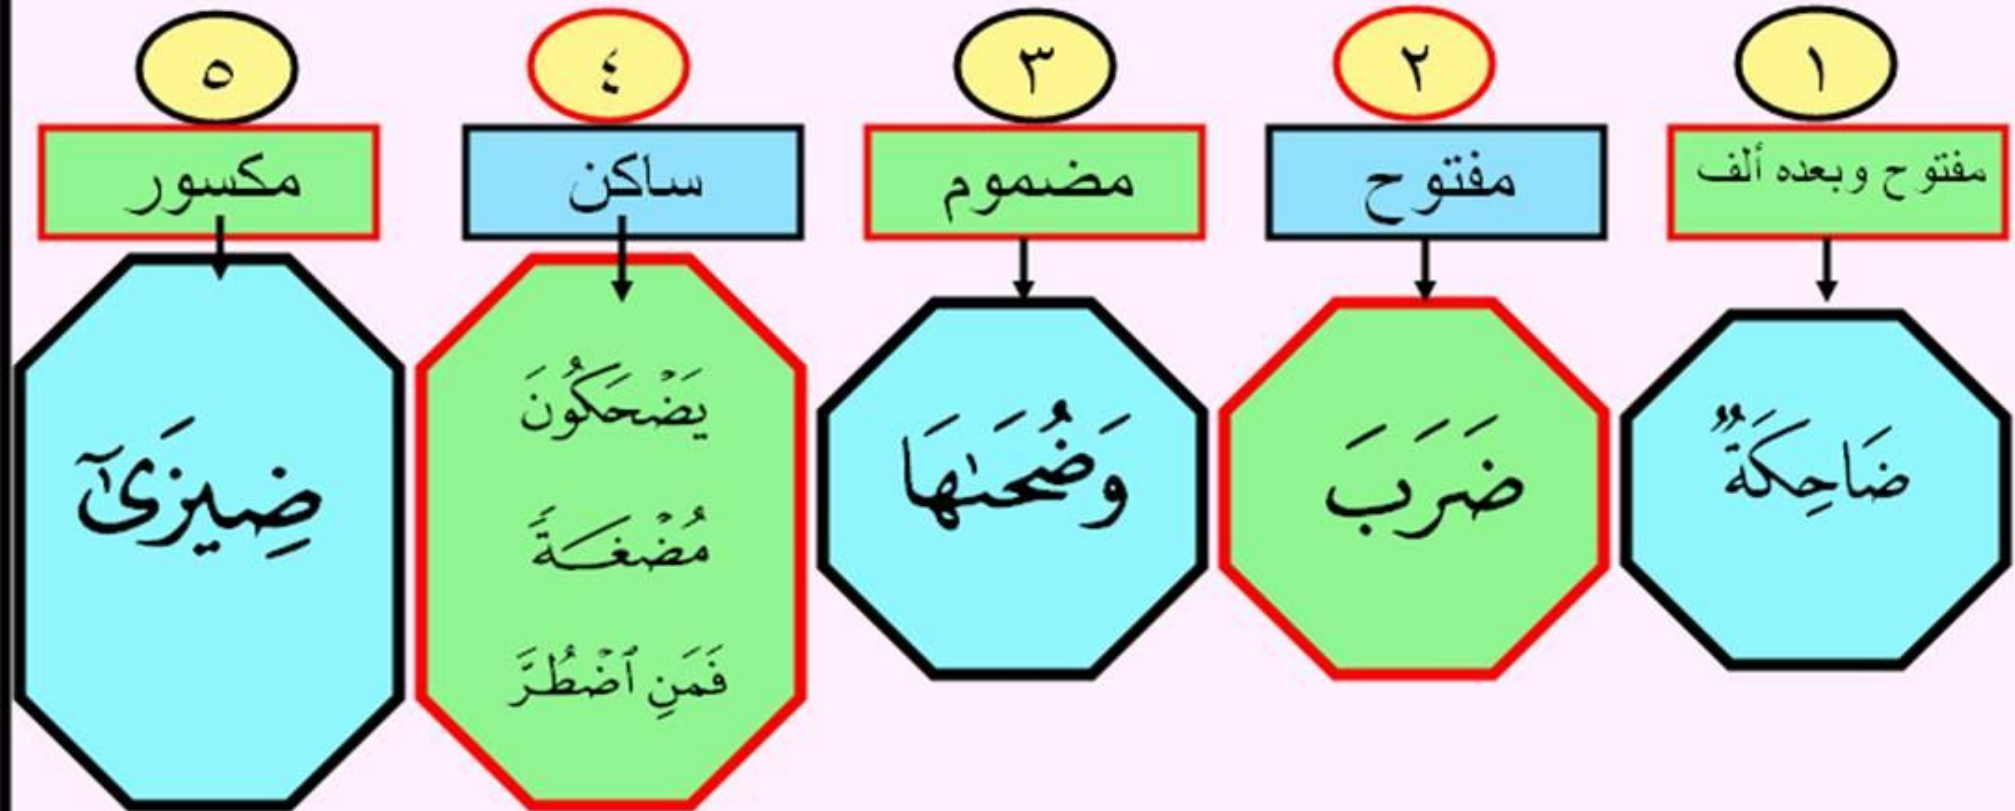 ١
٢
٣
٤
٥
مفتوح وبعده ألف
مفتوح
مضموم
ساكن
مكسور
ضَاحِكَةٌ
ضَرَبَ
وَضُحَىٰهَا
يَضۡحَكُونَ
مُضۡغَةً
فَمَنِ ٱضۡطُرَّ
ضِيزَىٰٓ